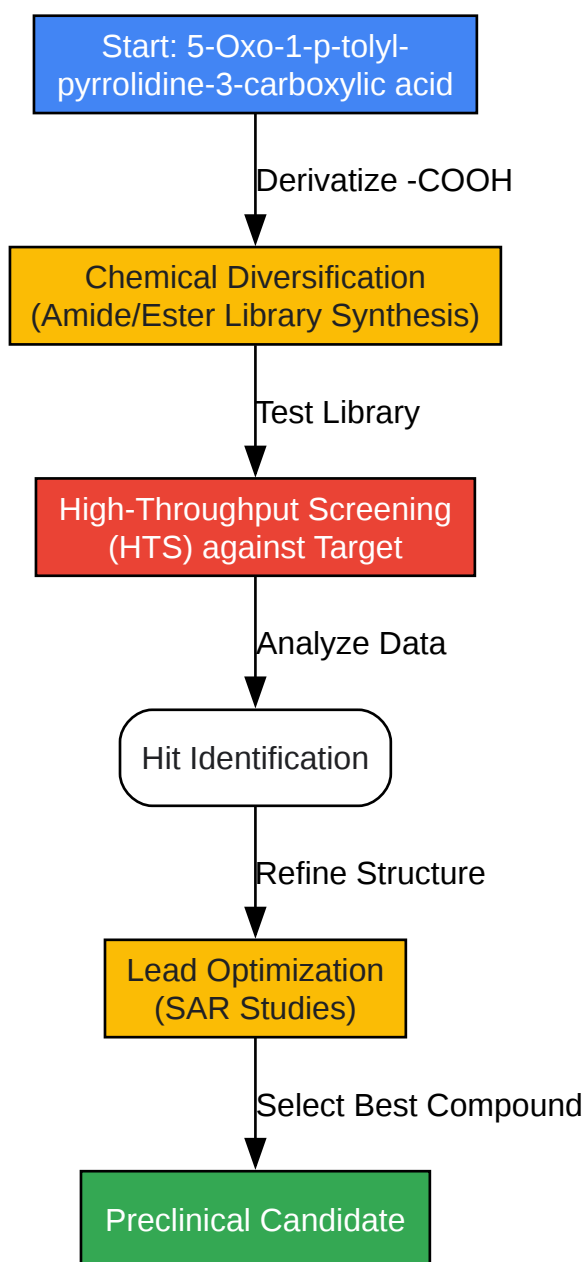 Start: 5-Oxo-1-p-tolyl-
pyrrolidine-3-carboxylic acid
Derivatize -COOH
Chemical Diversification
(Amide/Ester Library Synthesis)
Test Library
High-Throughput Screening
(HTS) against Target
Analyze Data
Hit Identification
Refine Structure
Lead Optimization
(SAR Studies)
Select Best Compound
Preclinical Candidate